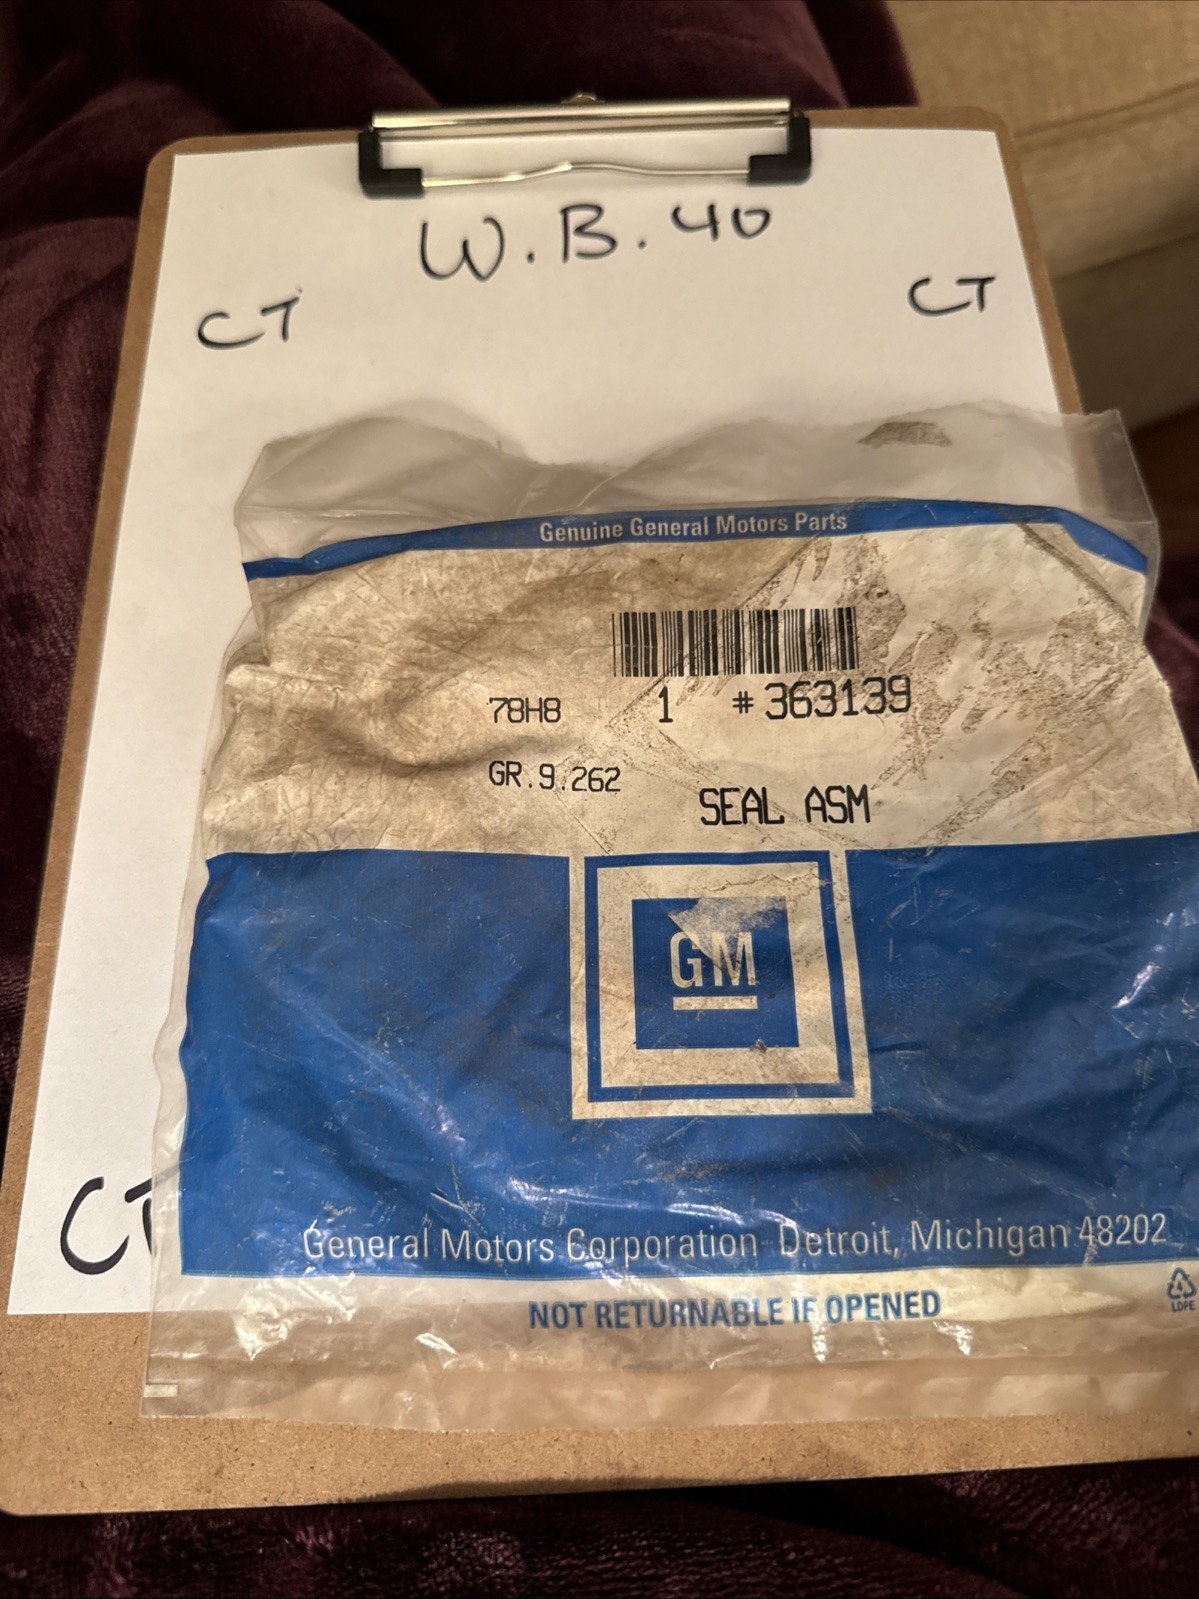 W.B.40
CT
CT
Genuine General Motors Parts
78H8 1 #363139
GR.9.262
SEAL ASM
GM
General Motors Corporation Detroit, Michigan 48202
CT
NOT RETURNABLE IF OPENED
4
LDPE